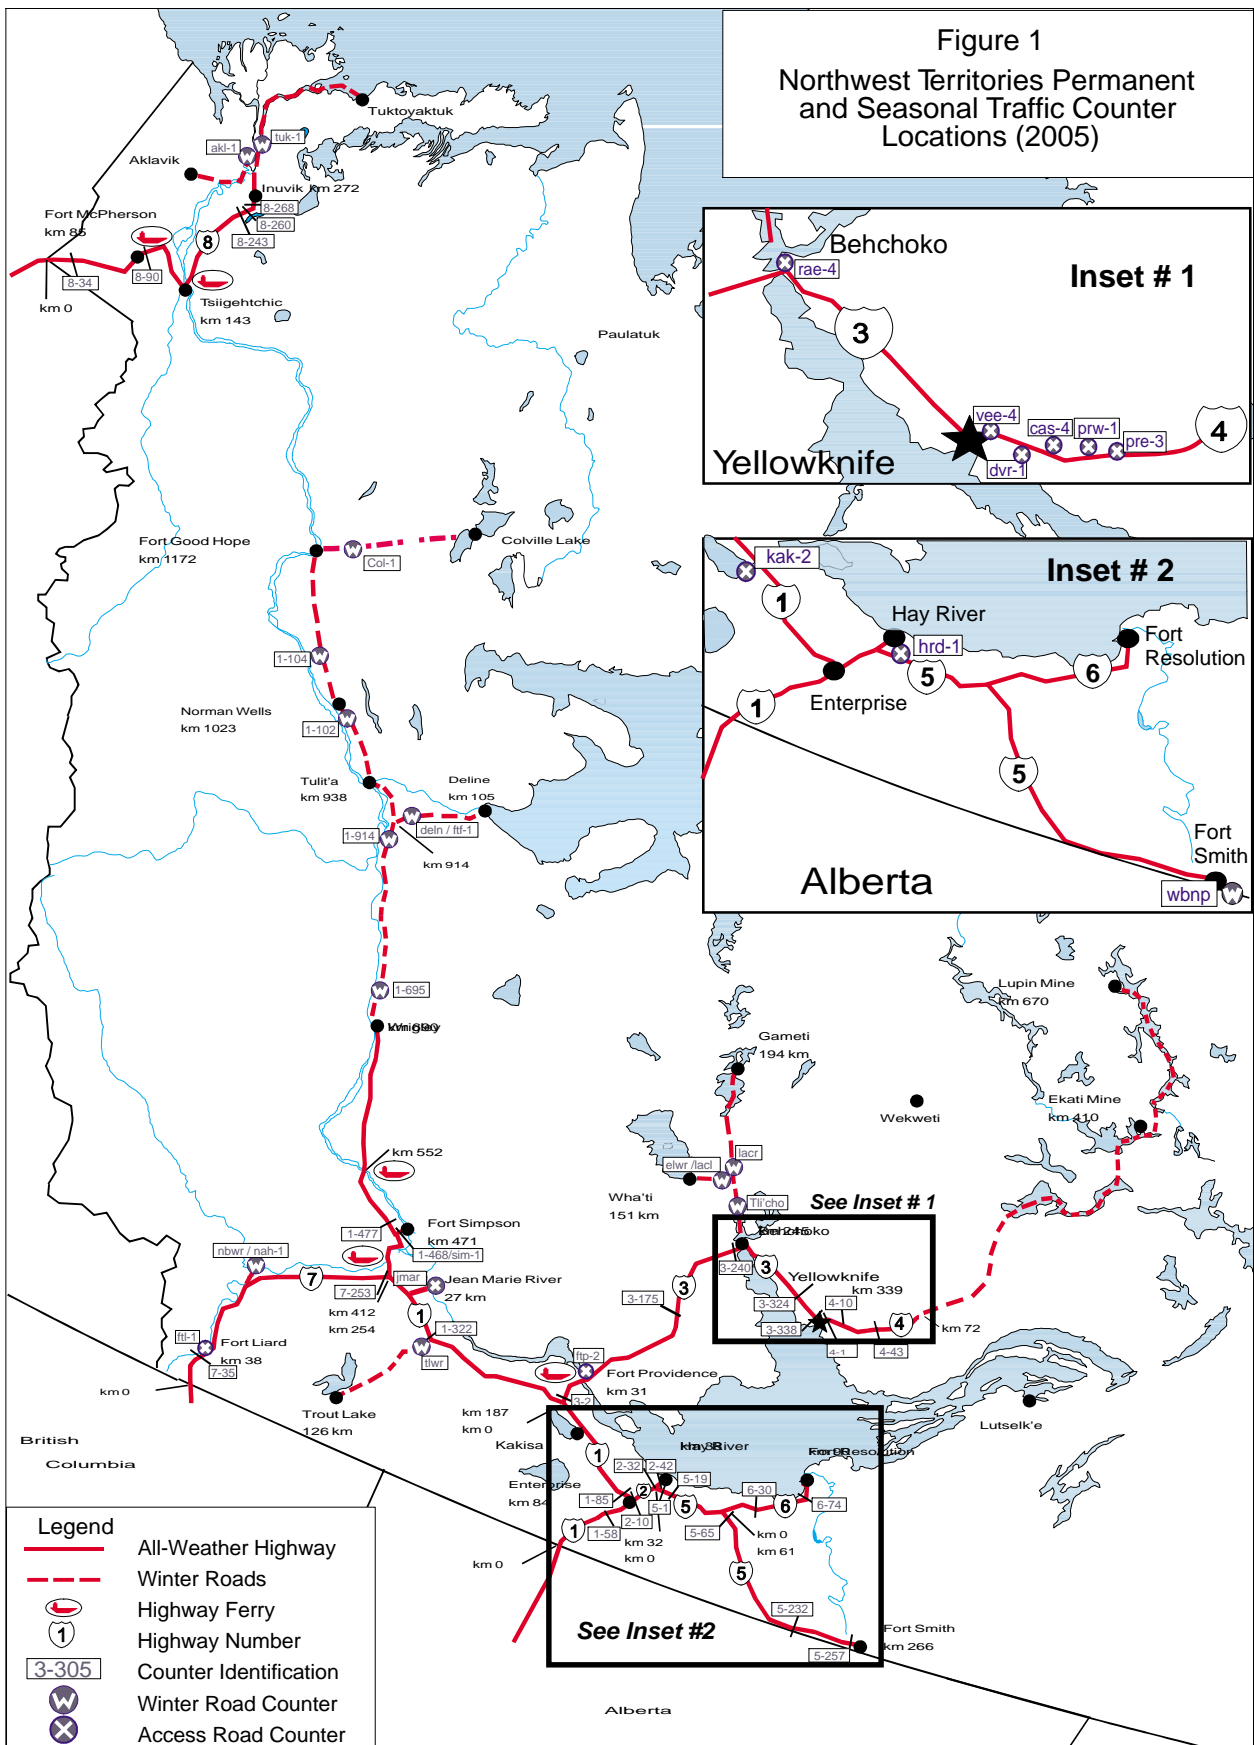 Figure 1
Northwest Territories Permanent
and Seasonal Traffic Counter
Locations (2005)
Tuktoyaktuk
tuk-1
akl-1
Aklavik
Inuvik km 272
8-268
8-260
8-243
Fort McPherson
km 85
8
8-90
8-34
km 0
Tsiigehtchic
km 143
Paulatuk
Behchoko
rae-4
Inset # 1
3
vee-4
cas-4
prw-1
pre-3
4
Yellowknife
dvr-1
Fort Good Hope
km 1172
W
Col-1
Colville Lake
1-104
Norman Wells
km 1023
1-102
Tulit'a
km 938
Deline
km 105
deln / ftf-1
1-914
km 914
kak-2
Inset # 2
1
Hay River
hrd-1
Fort
Resolution
5
6
Enterprise
1
5
Fort
Smith
Alberta
wbnp
W
1-695
Lupin Mine
km 670
Gameti
194 km
Wekweti
Ekati Mine
km 410
km 552
lacr
elwr /lacl
Wha'ti
151 km
Tli'cho
See Inset # 1
1-477
Fort Simpson
km 471
1-468/sim-1
nbwr / nah-1
7
7-253
jmar
Jean Marie River
27 km
km 412
km 254
1
1-322
tlwr
3-240
3
Yellowknife
km 339
3-324
4-10
3-338
4-1
4-43
4
km 72
3
3-175
ftl-1
Fort Liard
km 38
7-35
km 0
Trout Lake
126 km
ftp-2
Fort Providence
km 31
3-2
km 187
km 0
Kakisa
Lutselk'e
British
Columbia
1
Enterprise
km 84
1-85
2-32
2-42
5-19
2
5-1
5
6-30
6
6-74
1
1-58
2-10
km 32
km 0
5-65
km 0
km 61
km 0
5
5-232
Fort Smith
km 266
5-257
See Inset #2
Alberta
Legend
All-Weather Highway
Winter Roads
Highway Ferry
1
Highway Number
3-305
Counter Identification
W
Winter Road Counter
Access Road Counter